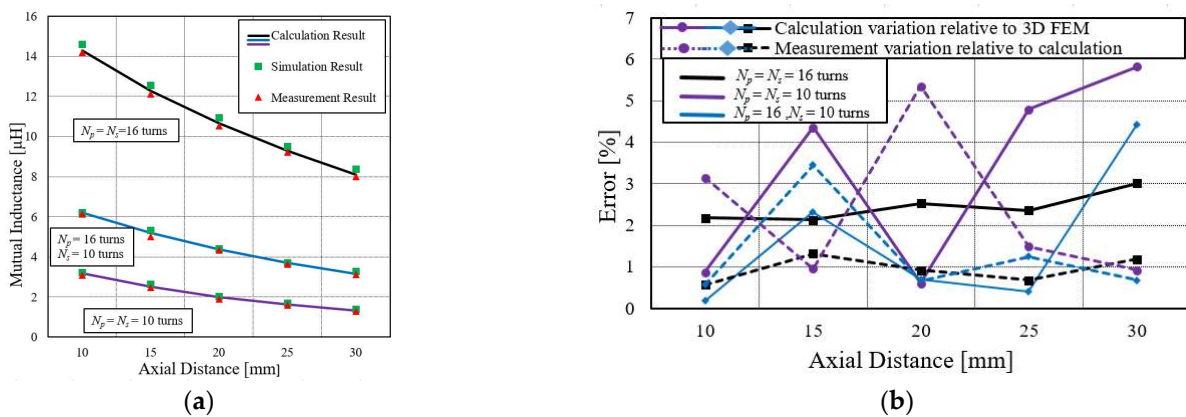 16
14
12
10
8
6
4
2
0
Mutual Inductance [μH]
Calculation Result
Simulation Result
Measurement Result
Np = Ns=16 turns
Np = 16 turns
Ns = 10 turns
Np = Ns = 10 turns
10 15 20 25 30
Axial Distance [mm]
(a)
b)
7
6
5
4
3
2
1
0
Error [%]
Calculation variation relative to 3D FEM
Measurement variation relative to calculation
Np = Ns = 16 turns
Np = Ns = 10 turns
Np = 16 ,Ns = 10 turns
10 15 20 25 30
Axial Distance [mm]
(b)